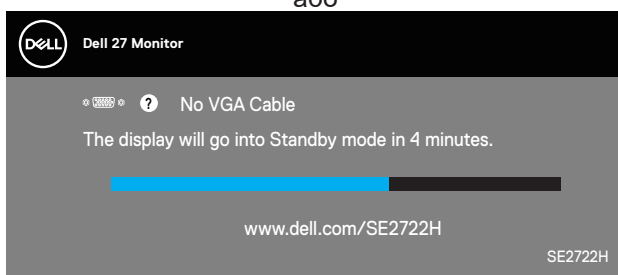 DELL
Dell 27 Monitor
? No VGA Cable
The display will go into Standby mode in 4 minutes.
www.dell.com/SE2722H
SE2722H